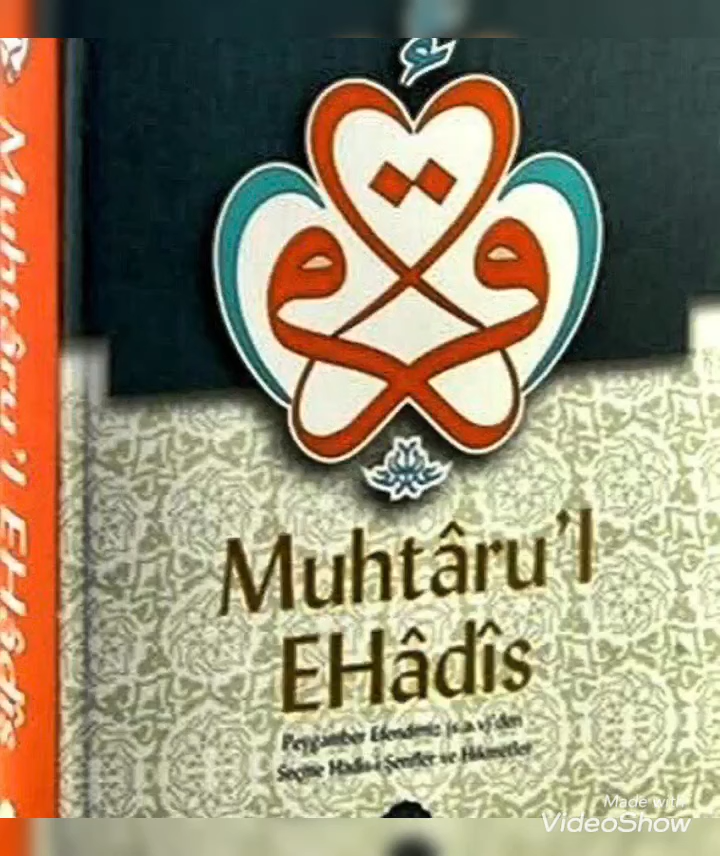 Muhtâru'l EHâdîs
Muhtâru'l
EHâdîs
Peygamber Efendimiz (s.a.v)'den
Seçme Hadis-i Şerifler ve Hikmetler
Made with
VideoShow